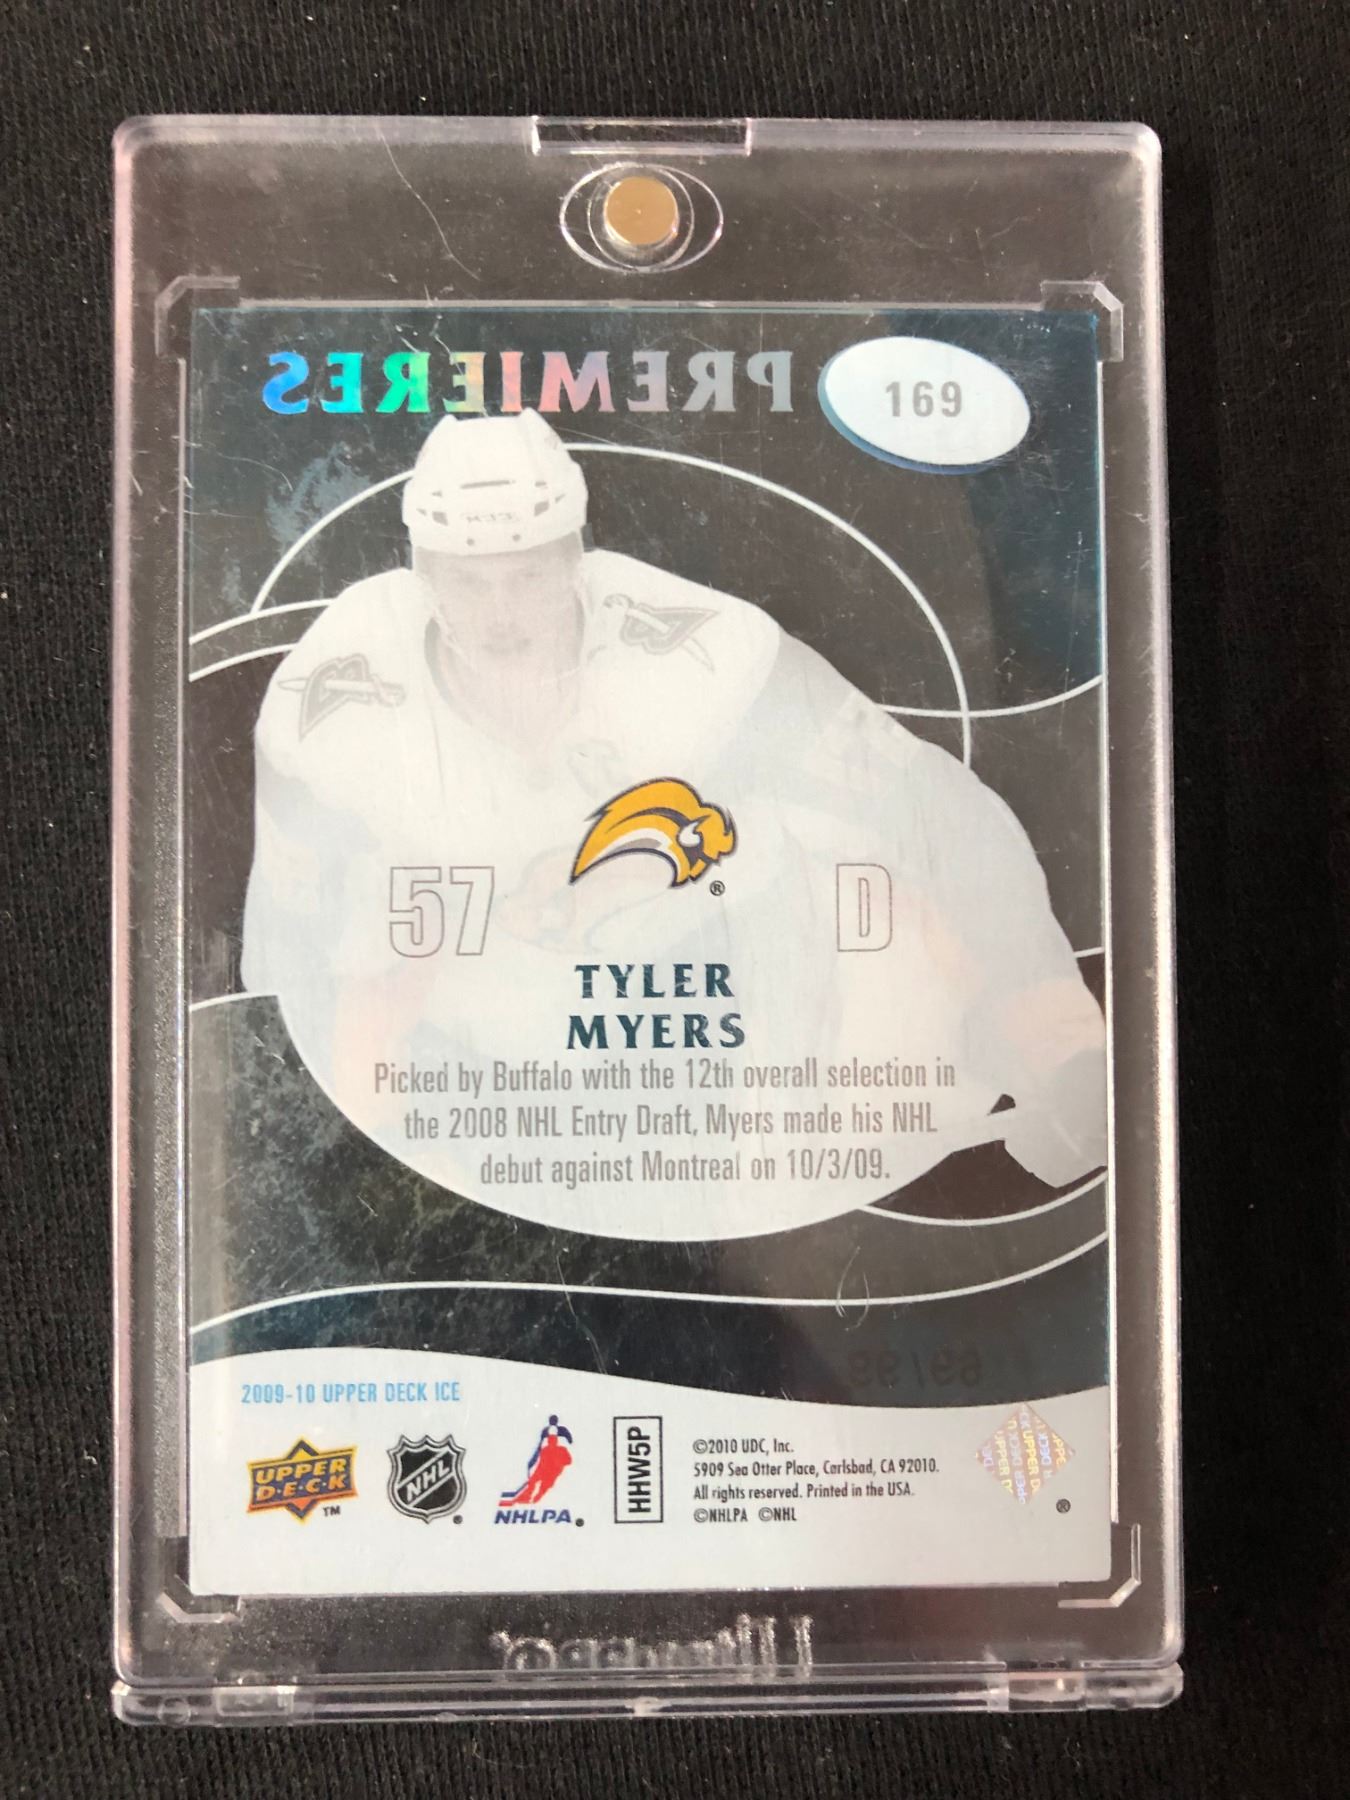 PREMIERES
169
57
D
TYLER
MYERS
Picked by Buffalo with the 12th overall selection in
the 2008 NHL Entry Draft, Myers made his NHL
debut against Montreal on 10/3/09.
2009-10 UPPER DECK ICE
UPPER
D·E·C·K
™
NHL
NHLPA
HHW5P
©2010 UDC, Inc.
5909 Sea Otter Place, Carlsbad, CA 92010.
All rights reserved. Printed in the USA.
©NHLPA ©NHL
UPPER DECK
®